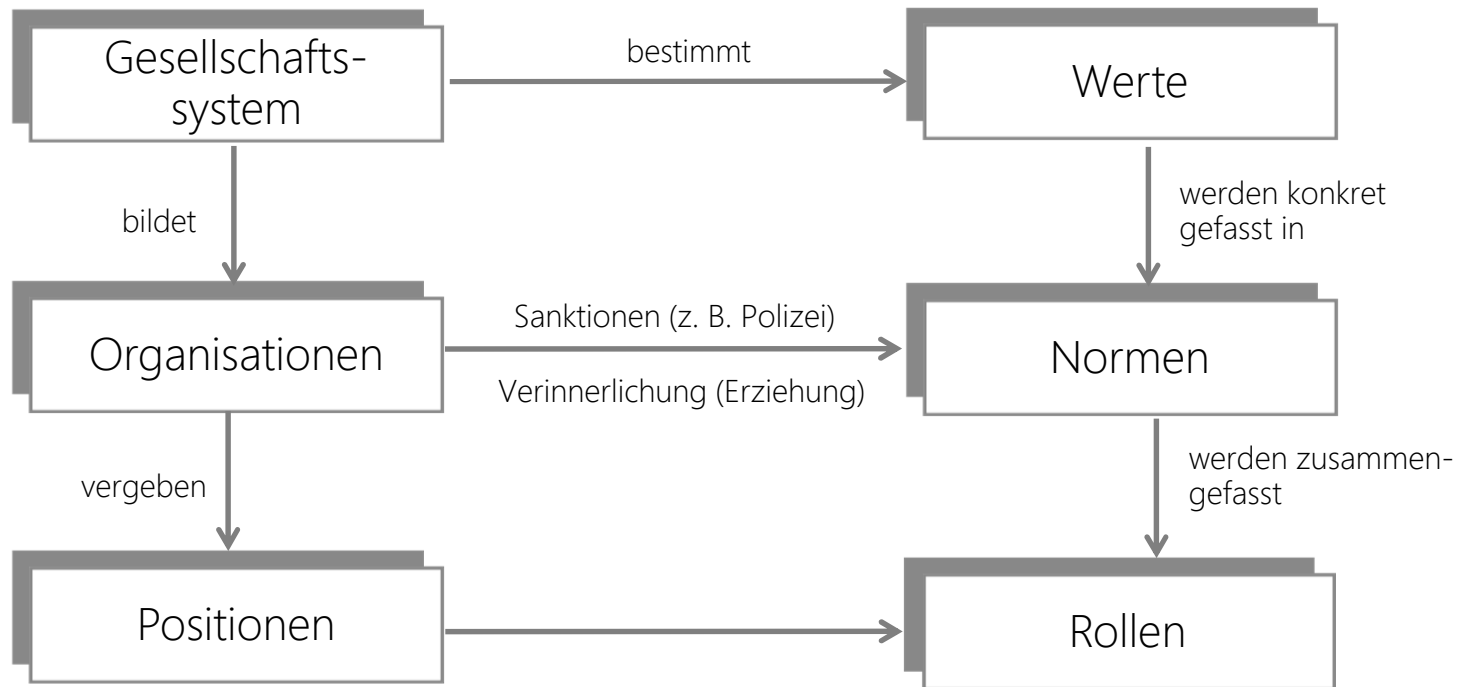 Gesellschafts-
system
bestimmt
Werte
bildet
werden konkret
gefasst in
Organisationen
Sanktionen (z. B. Polizei)
Verinnerlichung (Erziehung)
Normen
vergeben
werden zusammen-
gefasst
Positionen
Rollen